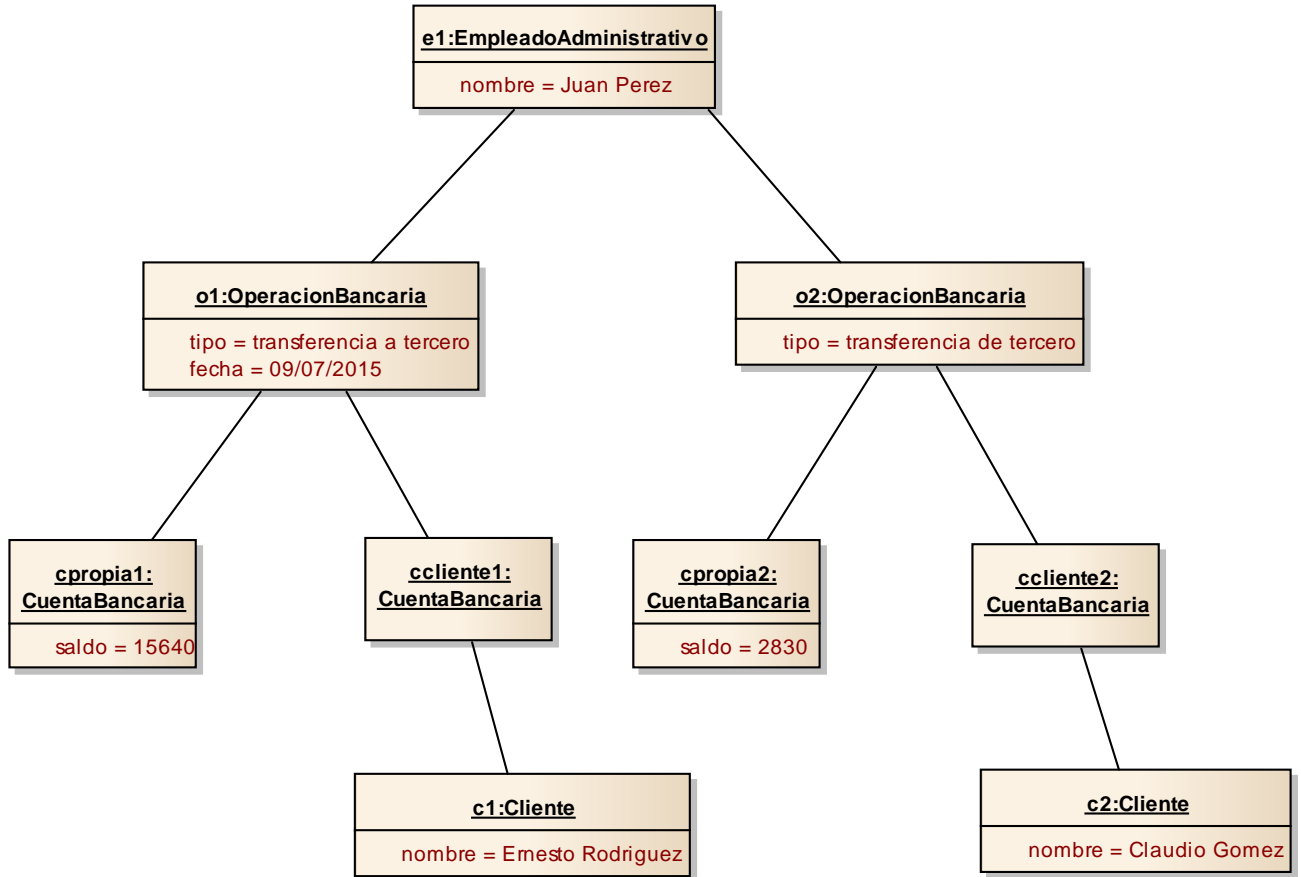 e1:EmpleadoAdministrativo
nombre = Juan Perez
o1:OperacionBancaria
tipo = transferencia a tercero
fecha = 09/07/2015
o2:OperacionBancaria
tipo = transferencia de tercero
cpropia1:
CuentaBancaria
saldo = 15640
ccliente1:
CuentaBancaria
cpropia2:
CuentaBancaria
saldo = 2830
ccliente2:
CuentaBancaria
c1:Cliente
nombre = Ernesto Rodriguez
c2:Cliente
nombre = Claudio Gomez